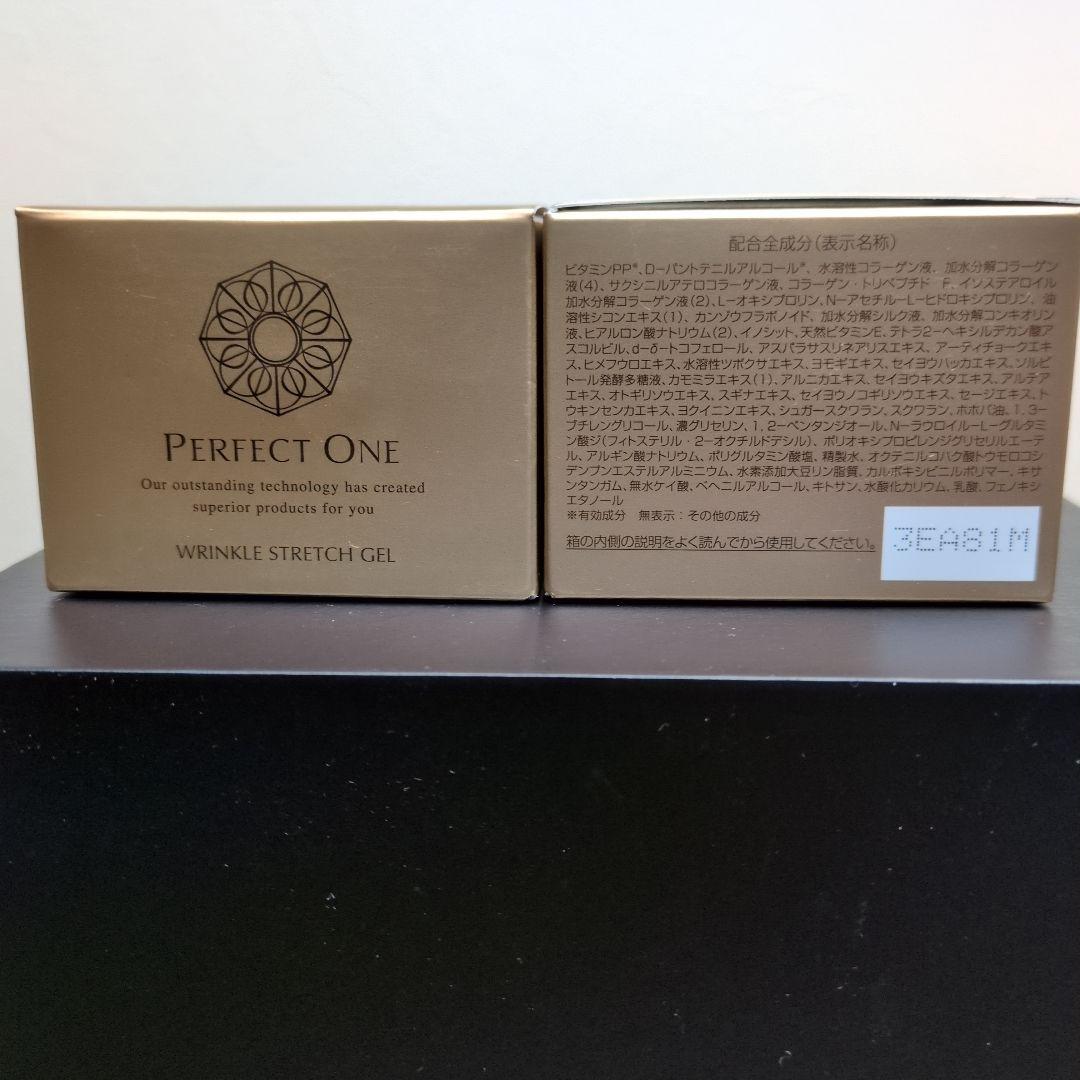 PERFECT ONE
Our outstanding technology has created
superior products for you
WRINKLE STRETCH GEL
配合全成分(表示名称)
ビタミンPP※、D-パントテニルアルコール※、水溶性コラーゲン液、加水分解コラーゲン
液(4)、サクシニルアテロコラーゲン液、コラーゲン・トリペプチド F、イソステアロイル
加水分解コラーゲン液(2)、L-オキシプロリン、N-アセチル-L-ヒドロキシプロリン、油
溶性シコンエキス(1)、カンゾウフラボノイド、加水分解シルク液、加水分解コンキオリン
液、ヒアルロン酸ナトリウム(2)、イノシット、天然ビタミンE、テトラ2-ヘキシルデカン酸ア
スコルビル、d-δ-トコフェロール、アスパラサスリネアリスエキス、アーティチョークエキ
ス、ヒメフウロエキス、水溶性ツボクサエキス、ヨモギエキス、セイヨウハッカエキス、ソルビ
トール発酵多糖液、カモミラエキス(1)、アルニカエキス、セイヨウキズタエキス、アルテア
エキス、オトギリソウエキス、スギナエキス、セイヨウノコギリソウエキス、セージエキス、ト
ウキンセンカエキス、ヨクイニンエキス、シュガースクワラン、スクワラン、ホホバ油、1,3-
ブチレングリコール、濃グリセリン、1,2-ペンタンジオール、N-ラウロイル-L-グルタミ
ン酸ジ(フィトステリル・2-オクチルドデシル)、ポリオキシプロピレンジグリセリルエーテ
ル、アルギン酸ナトリウム、ポリグルタミン酸塩、精製水、オクテニルコハク酸トウモロコシ
デンプンエステルアルミニウム、水素添加大豆リン脂質、カルボキシビニルポリマー、キサ
ンタンガム、無水ケイ酸、ベヘニルアルコール、キトサン、水酸化カリウム、乳酸、フェノキシ
エタノール
※有効成分 無表示:その他の成分
箱の内側の説明をよく読んでから使用してください。
3EA81M